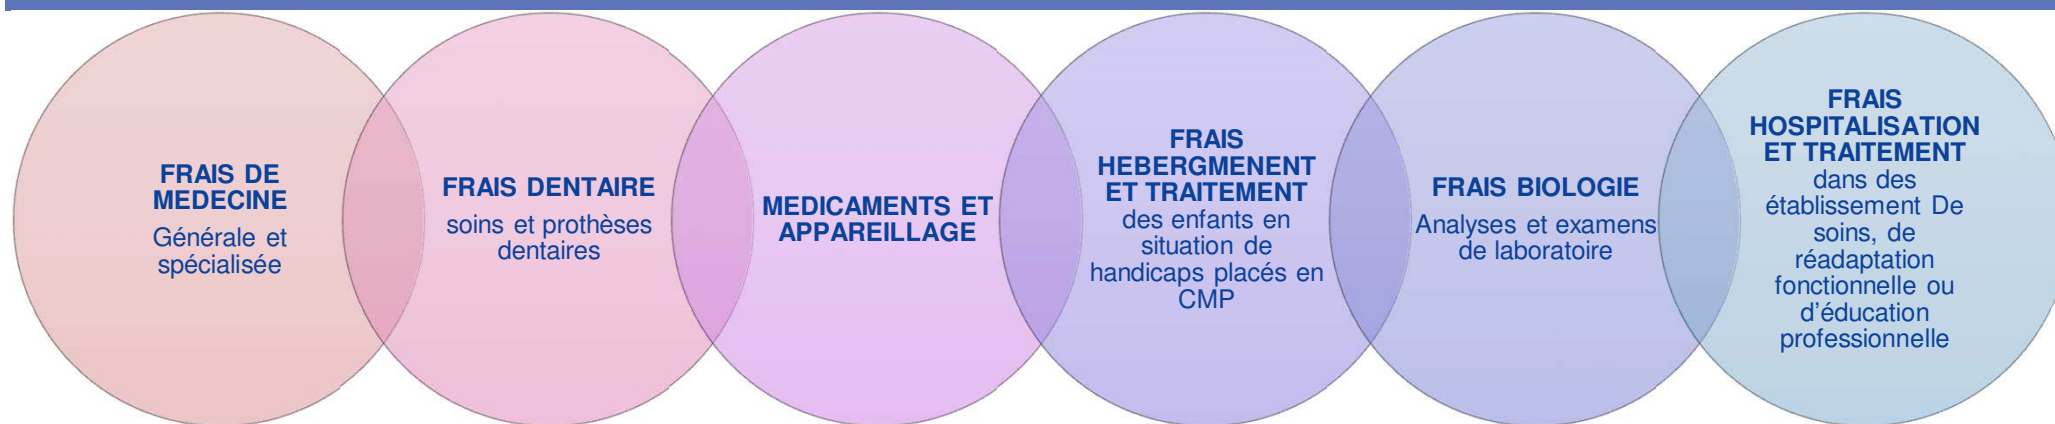 FRAIS DE
MEDECINE
Générale et
spécialisée
FRAIS DENTAIRE
soins et prothèses
dentaires
MEDICAMENTS ET
APPAREILLAGE
FRAIS
HEBERGMENENT
ET TRAITEMENT
des enfants en
situation de
handicaps placés en
CMP
FRAIS BIOLOGIE
Analyses et examens
de laboratoire
FRAIS
HOSPITALISATION
ET TRAITEMENT
dans des
établissement De
soins, de
réadaptation
fonctionnelle ou
d’éducation
professionnelle